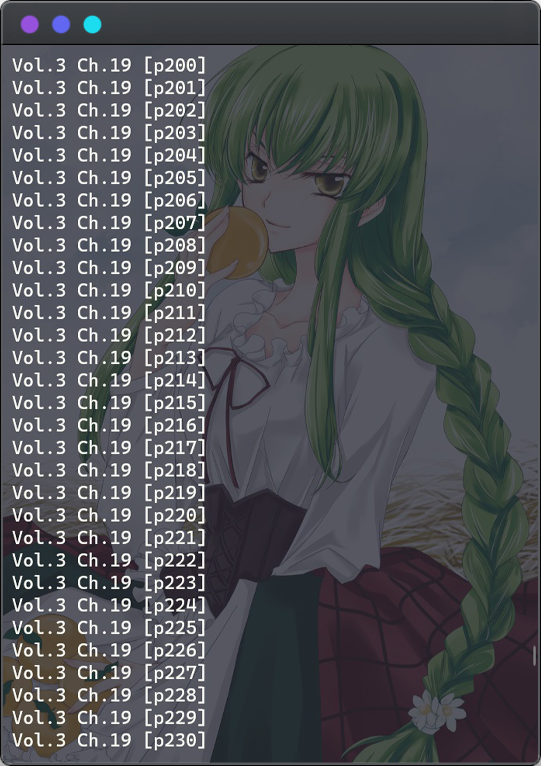 Vol.3 Ch.19 [p200]
Vol.3 Ch.19 [p201]
Vol.3 Ch.19 [p202]
Vol.3 Ch.19 [p203]
Vol.3 Ch.19 [p204]
Vol.3 Ch.19 [p205]
Vol.3 Ch.19 [p206]
Vol.3 Ch.19 [p207]
Vol.3 Ch.19 [p208]
Vol.3 Ch.19 [p209]
Vol.3 Ch.19 [p210]
Vol.3 Ch.19 [p211]
Vol.3 Ch.19 [p212]
Vol.3 Ch.19 [p213]
Vol.3 Ch.19 [p214]
Vol.3 Ch.19 [p215]
Vol.3 Ch.19 [p216]
Vol.3 Ch.19 [p217]
Vol.3 Ch.19 [p218]
Vol.3 Ch.19 [p219]
Vol.3 Ch.19 [p220]
Vol.3 Ch.19 [p221]
Vol.3 Ch.19 [p222]
Vol.3 Ch.19 [p223]
Vol.3 Ch.19 [p224]
Vol.3 Ch.19 [p225]
Vol.3 Ch.19 [p226]
Vol.3 Ch.19 [p227]
Vol.3 Ch.19 [p228]
Vol.3 Ch.19 [p229]
Vol.3 Ch.19 [p230]